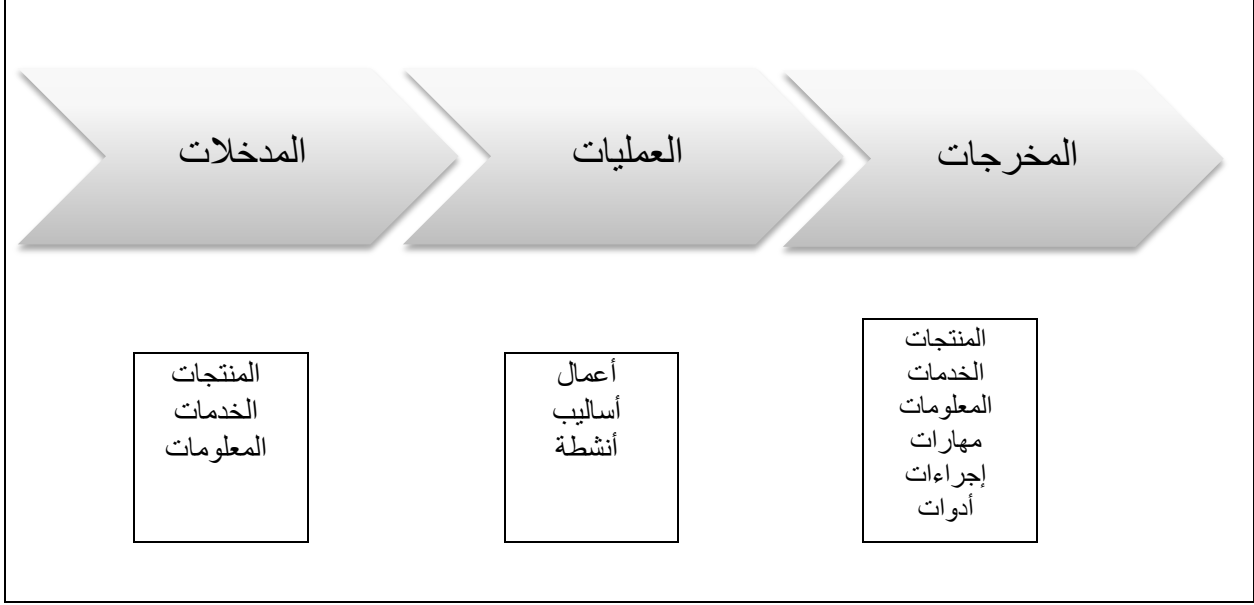 المدخلات
العمليات
المخرجات
المنتجات
الخدمات
المعلومات
أعمال
أساليب
أنشطة
المنتجات
الخدمات
المعلومات
مهارات
إجراءات
أدوات